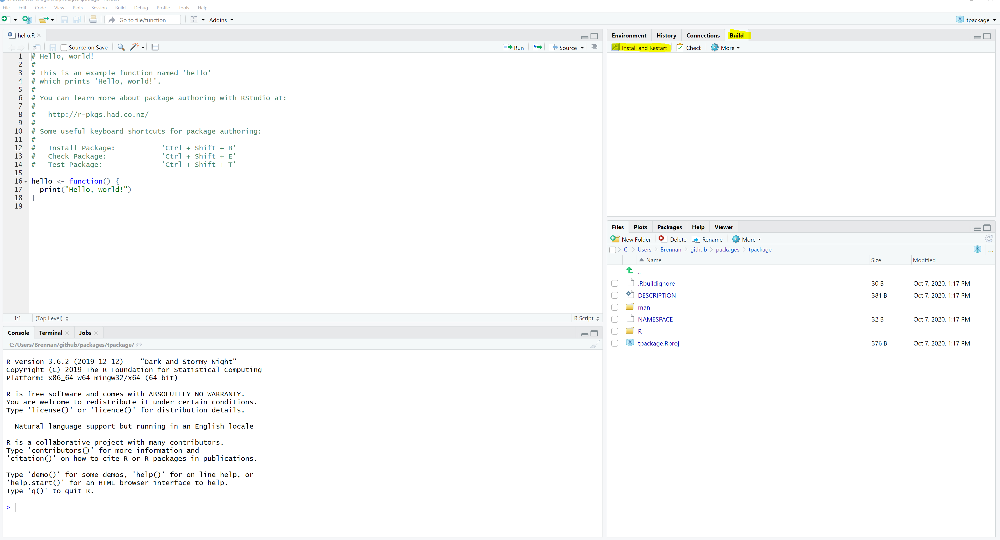 File Edit Code View Plots Session Build Debug Profile Tools Help
Go to file/function Addins tpackage
hello.R
Source on Save Run Source
1 # Hello, world!
2 #
3 # This is an example function named 'hello'
4 # which prints 'Hello, world!'.
5 #
6 # You can learn more about package authoring with RStudio at:
7 #
8 #   http://r-pkgs.had.co.nz/
9 #
10 # Some useful keyboard shortcuts for package authoring:
11 #
12 #   Install Package:           'Ctrl + Shift + B'
13 #   Check Package:             'Ctrl + Shift + E'
14 #   Test Package:              'Ctrl + Shift + T'
15
16 hello <- function() {
17   print("Hello, world!")
18 }
19
1:1 (Top Level) R Script
Console Terminal Jobs
C:/Users/Brennan/github/packages/tpackage/
R version 3.6.2 (2019-12-12) -- "Dark and Stormy Night"
Copyright (C) 2019 The R Foundation for Statistical Computing
Platform: x86_64-w64-mingw32/x64 (64-bit)
R is free software and comes with ABSOLUTELY NO WARRANTY.
You are welcome to redistribute it under certain conditions.
Type 'license()' or 'licence()' for distribution details.
Natural language support but running in an English locale
R is a collaborative project with many contributors.
Type 'contributors()' for more information and
'citation()' on how to cite R or R packages in publications.
Type 'demo()' for some demos, 'help()' for on-line help, or
'help.start()' for an HTML browser interface to help.
Type 'q()' to quit R.
>
Environment History Connections Build
Install and Restart Check More
Files Plots Packages Help Viewer
New Folder Delete Rename More
C: Users Brennan github packages tpackage ...
Name Size Modified
..
.Rbuildignore 30 B Oct 7, 2020, 1:17 PM
DESCRIPTION 381 B Oct 7, 2020, 1:17 PM
man
NAMESPACE 32 B Oct 7, 2020, 1:17 PM
R
tpackage.Rproj 376 B Oct 7, 2020, 1:17 PM